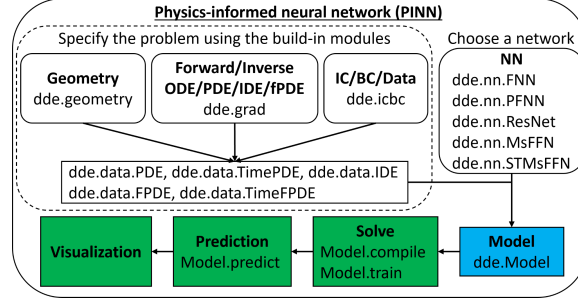 Physics-informed neural network (PINN)
Specify the problem using the build-in modules
Choose a network
Geometry
dde.geometry
Forward/Inverse
ODE/PDE/IDE/fPDE
dde.grad
IC/BC/Data
dde.icbc
NN
dde.nn.FNN
dde.nn.PFNN
dde.nn.ResNet
dde.nn.MsFFN
dde.nn.STMsFFN
dde.data.PDE, dde.data.TimePDE, dde.data.IDE
dde.data.FPDE, dde.data.TimeFPDE
Visualization
Prediction
Model.predict
Solve
Model.compile
Model.train
Model
dde.Model